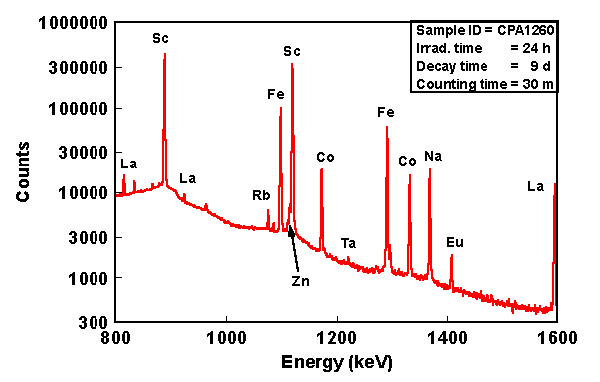 1000000
300000
100000
30000
10000
3000
1000
300
Counts
Sample ID = CPA1260
Irrad. time = 24 h
Decay time = 9 d
Counting time = 30 m
Sc
Sc
Fe
Fe
La
La
Rb
Co
Ta
Zn
Co
Na
Eu
La
800 1000 1200 1400 1600
Energy (keV)